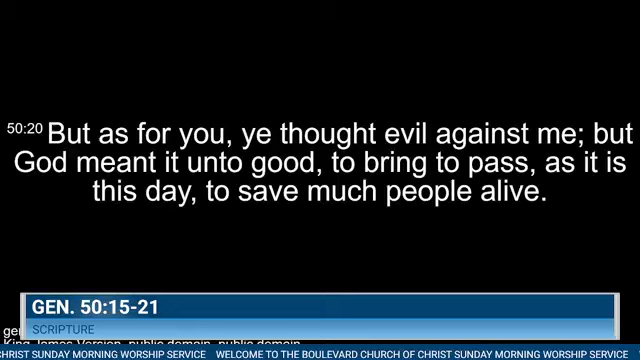 50:20 But as for you, ye thought evil against me; but
God meant it unto good, to bring to pass, as it is
this day, to save much people alive.
GEN. 50:15-21
SCRIPTURE
King James Version, public domain, public domain
CHRIST SUNDAY MORNING WORSHIP SERVICE WELCOME TO THE BOULEVARD CHURCH OF CHRIST SUNDAY MORNING WORSHIP SERVICE